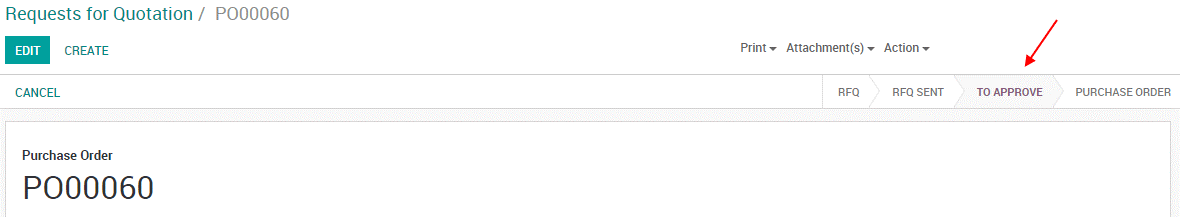 Requests for Quotation / PO00060
EDIT CREATE Print Attachment(s) Action
CANCEL RFQ RFQ SENT TO APPROVE PURCHASE ORDER
Purchase Order
PO00060